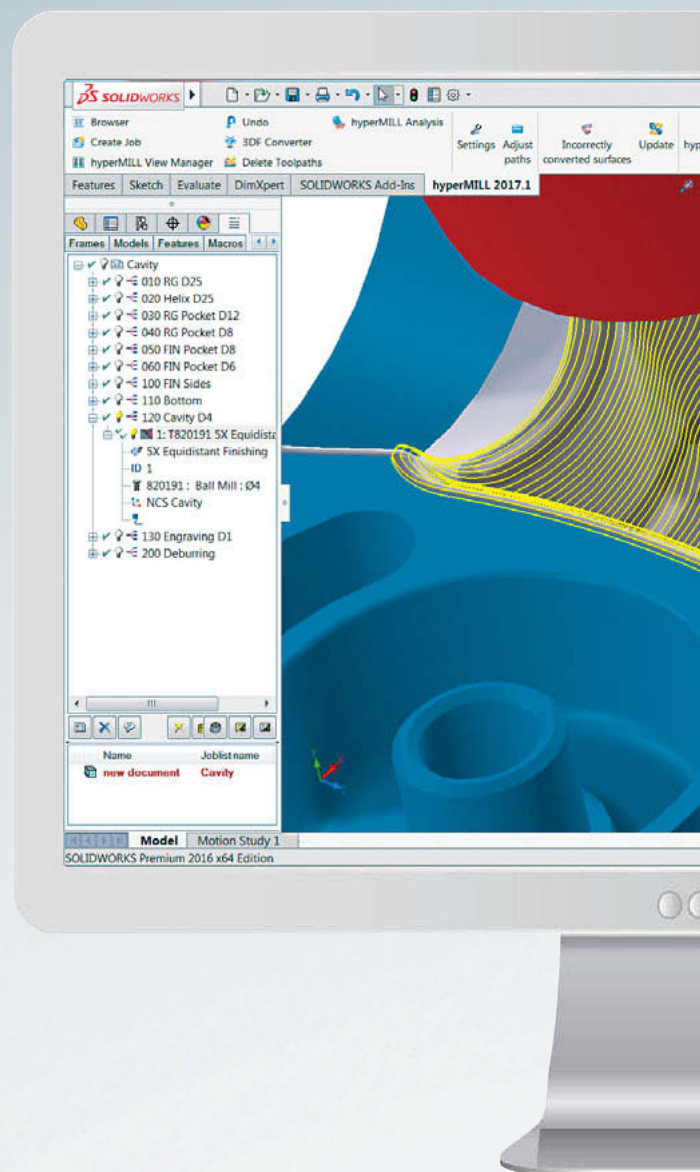 SOLIDWORKS
Browser
Undo
hyperMILL Analysis
Create Job
3DF Converter
Settings
Adjust paths
Incorrectly converted surfaces
Update
hyperMILL View Manager
Delete Toolpaths
Features
Sketch
Evaluate
DimXpert
SOLIDWORKS Add-Ins
hyperMILL 2017.1
Frames
Models
Features
Macros
Cavity
010 RG D25
020 Helix D25
030 RG Pocket D12
040 RG Pocket D8
050 FIN Pocket D8
060 FIN Pocket D6
100 FIN Sides
110 Bottom
120 Cavity D4
1: T820191 5X Equidista
5X Equidistant Finishing
ID 1
820191 : Ball Mill : Ø4
NCS Cavity
130 Engraving D1
200 Deburring
Name
Joblist name
new document
Cavity
Model
Motion Study 1
SOLIDWORKS Premium 2016 x64 Edition